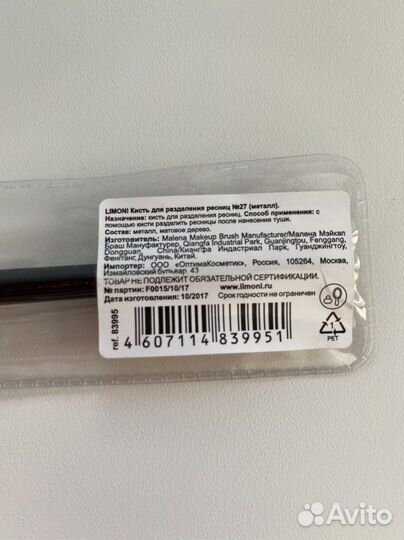 LIMONI Кисть для разделения ресниц №27 (металл).
Назначение: кисть для разделения ресниц. Способ применения: с
помощью кисти разделить ресницы после нанесения туши.
Состав: металл, матовое дерево.
Изготовитель: Malena Makeup Brush Manufacturer/Малена Мэйкап
Браш Мануфактурер, Qiangfa Industrial Park, Guanjingtou, Fenggang,
Dongguan, China/Киангфа Индастриал Парк, Гуанджингтоу,
Фенгганг, Дунгуань, Китай.
Импортер: ООО «ОптимаКосметик», Россия, 105264, Москва,
Измайловский бульвар, 43
ТОВАР НЕ ПОДЛЕЖИТ ОБЯЗАТЕЛЬНОЙ СЕРТИФИКАЦИИ.
№ партии: F0015/10/17 www.limoni.ru
Дата изготовления: 10/2017 Срок годности не ограничен
ref. 83995
4 607114 839951
1
PET
Avito